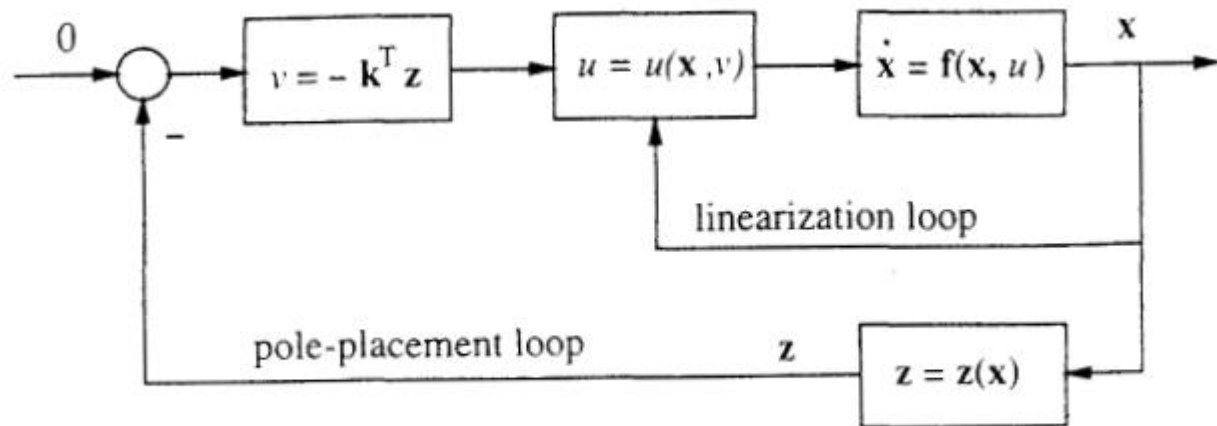 0
v = - k^T z
u = u(x, v)
ẋ = f(x, u)
x
-
linearization loop
pole-placement loop
z
z = z(x)